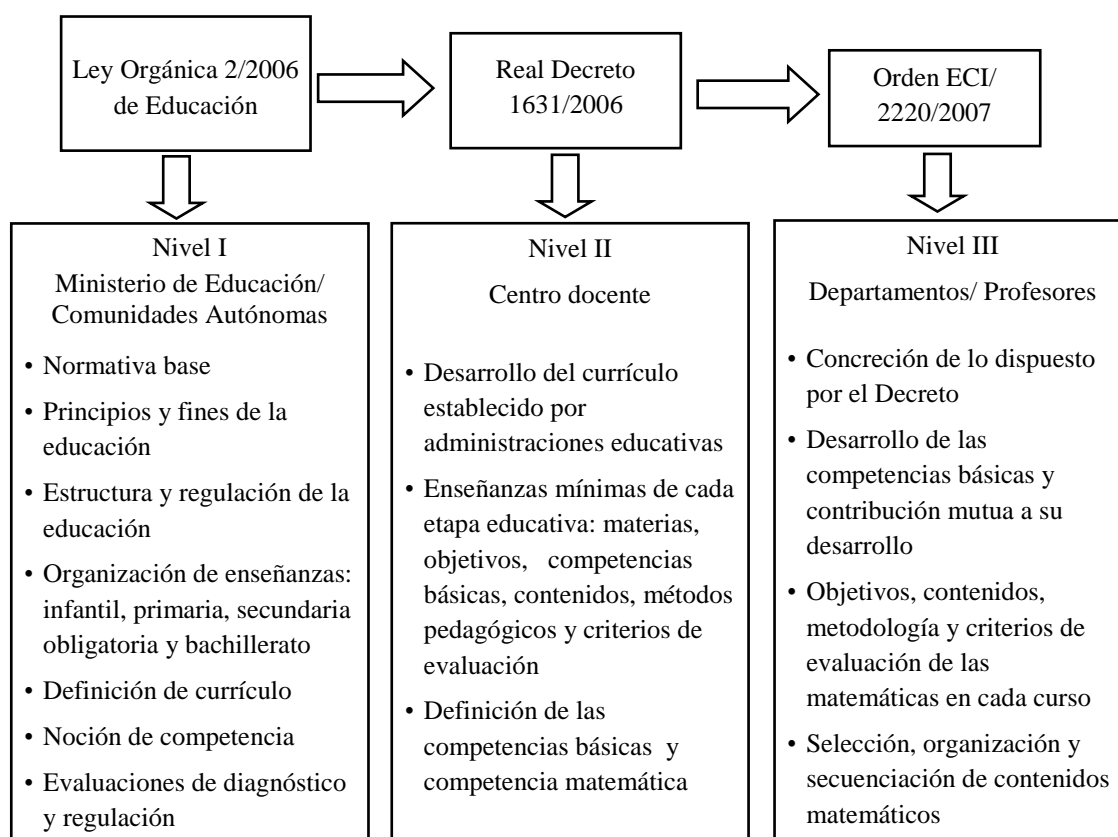 Ley Orgánica 2/2006
de Educación
Real Decreto
1631/2006
Orden ECI/
2220/2007
Nivel I
Ministerio de Educación/
Comunidades Autónomas
• Normativa base
• Principios y fines de la
educación
• Estructura y regulación de la
educación
• Organización de enseñanzas:
infantil, primaria, secundaria
obligatoria y bachillerato
• Definición de currículo
• Noción de competencia
• Evaluaciones de diagnóstico
y regulación
Nivel II
Centro docente
• Desarrollo del currículo
establecido por
administraciones educativas
• Enseñanzas mínimas de cada
etapa educativa: materias,
objetivos, competencias
básicas, contenidos, métodos
pedagógicos y criterios de
evaluación
• Definición de las
competencias básicas y
competencia matemática
Nivel III
Departamentos/ Profesores
• Concreción de lo dispuesto
por el Decreto
• Desarrollo de las
competencias básicas y
contribución mutua a su
desarrollo
• Objetivos, contenidos,
metodología y criterios de
evaluación de las
matemáticas en cada curso
• Selección, organización y
secuenciación de contenidos
matemáticos